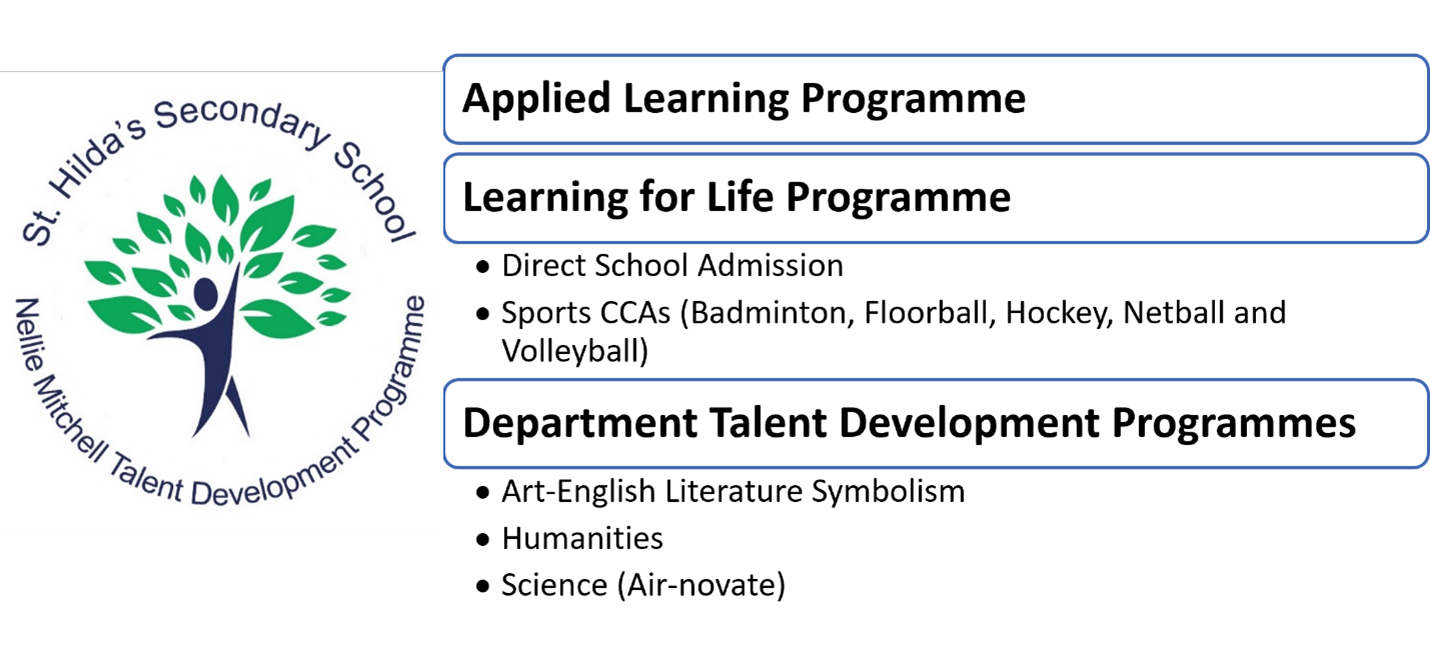 St. Hilda's Secondary School
Nellie Mitchell Talent Development Programme
Applied Learning Programme
Learning for Life Programme
• Direct School Admission
• Sports CCAs (Badminton, Floorball, Hockey, Netball and
Volleyball)
Department Talent Development Programmes
• Art-English Literature Symbolism
• Humanities
• Science (Air-novate)